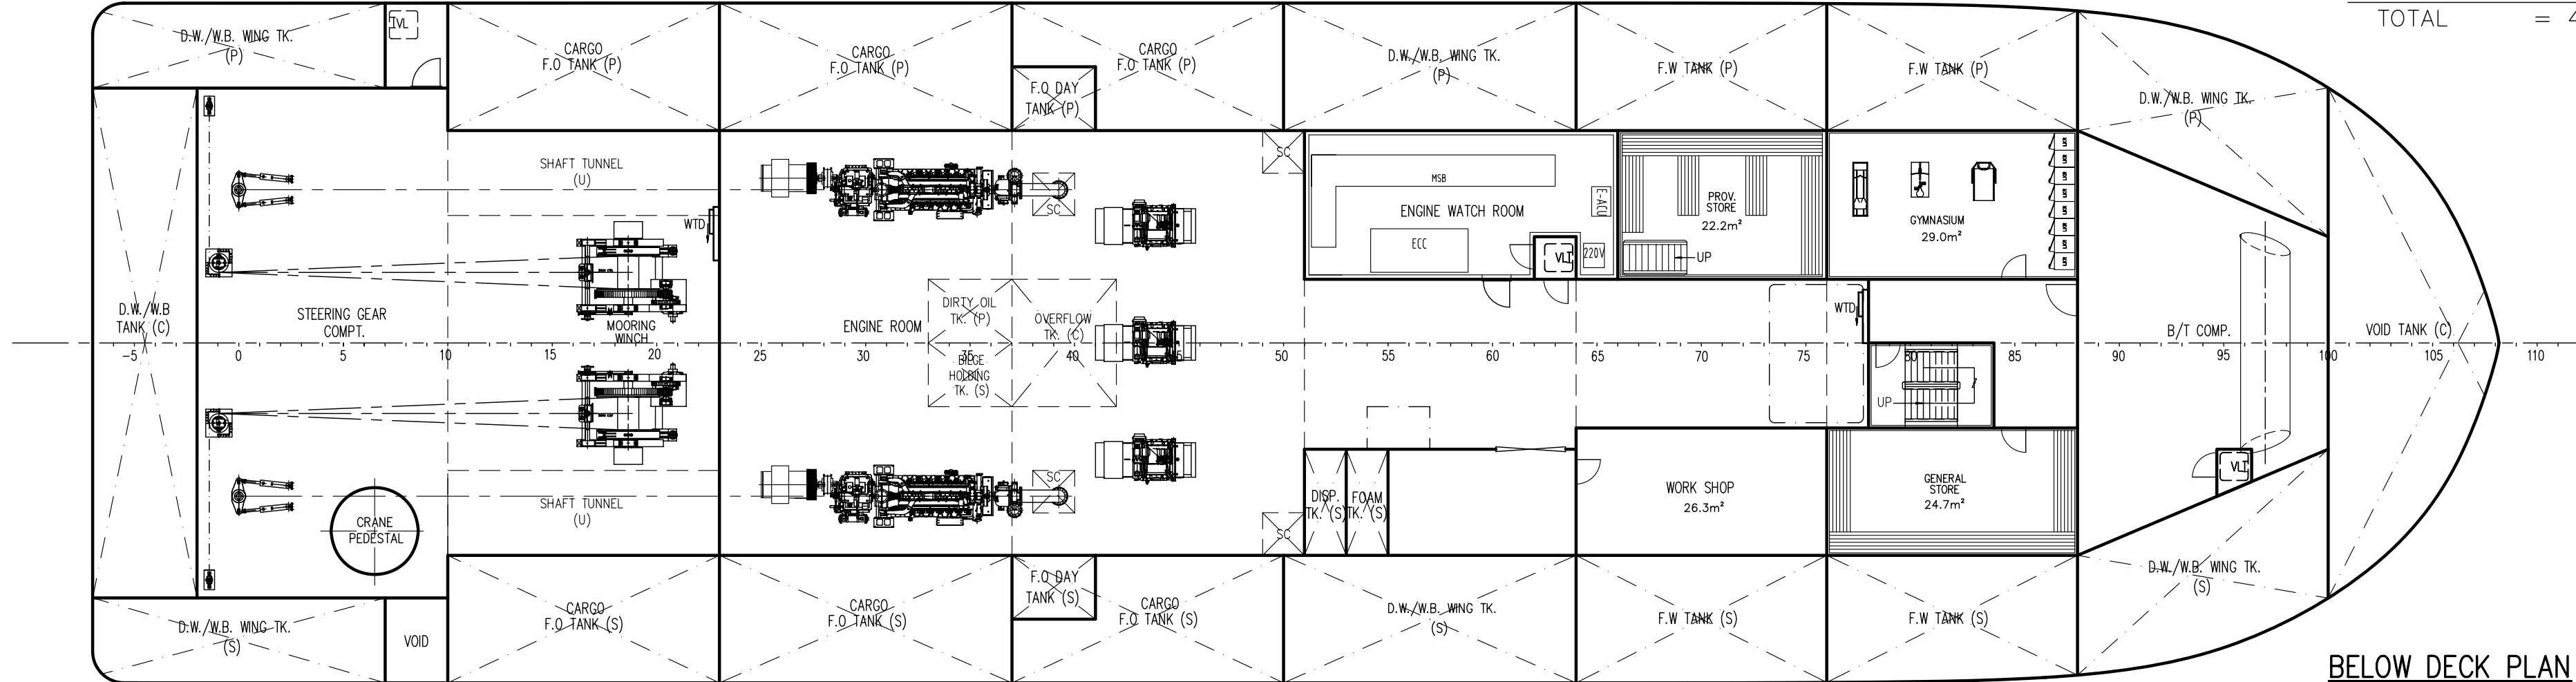 TOTAL = 4
IVL
D.W./W.B. WING TK.
(P)
CARGO
F.O TANK (P)
CARGO
F.O TANK (P)
CARGO
F.O TANK (P)
F.O DAY
TANK (P)
D.W./W.B. WING TK.
(P)
F.W TANK (P)
F.W TANK (P)
D.W./W.B. WING TK.
(P)
SHAFT TUNNEL
(U)
WTD
SC
SC
MSB
ENGINE WATCH ROOM
E-ACU
ECC
VLT
220V
PROV.
STORE
22.2m²
UP
GYMNASIUM
29.0m²
D.W./W.B
TANK (C)
STEERING GEAR
COMPT.
MOORING
WINCH
ENGINE ROOM
DIRTY OIL
TK. (P)
OVERFLOW
TK. (C)
BILGE
HOLDING
TK. (S)
WTD
B/T COMP.
VOID TANK (C)
-5 0 5 10 15 20 25 30 35 40 45 50 55 60 65 70 75 80 85 90 95 100 105 110
UP
SHAFT TUNNEL
(U)
CRANE
PEDESTAL
SC
SC
DISP.
TK. (S)
FOAM
TK. (S)
WORK SHOP
26.3m²
GENERAL
STORE
24.7m²
VLT
D.W./W.B. WING TK.
(S)
VOID
CARGO
F.O TANK (S)
CARGO
F.O TANK (S)
F.O DAY
TANK (S)
CARGO
F.O TANK (S)
D.W./W.B. WING TK.
(S)
F.W TANK (S)
F.W TANK (S)
D.W./W.B. WING TK.
(S)
BELOW DECK PLAN